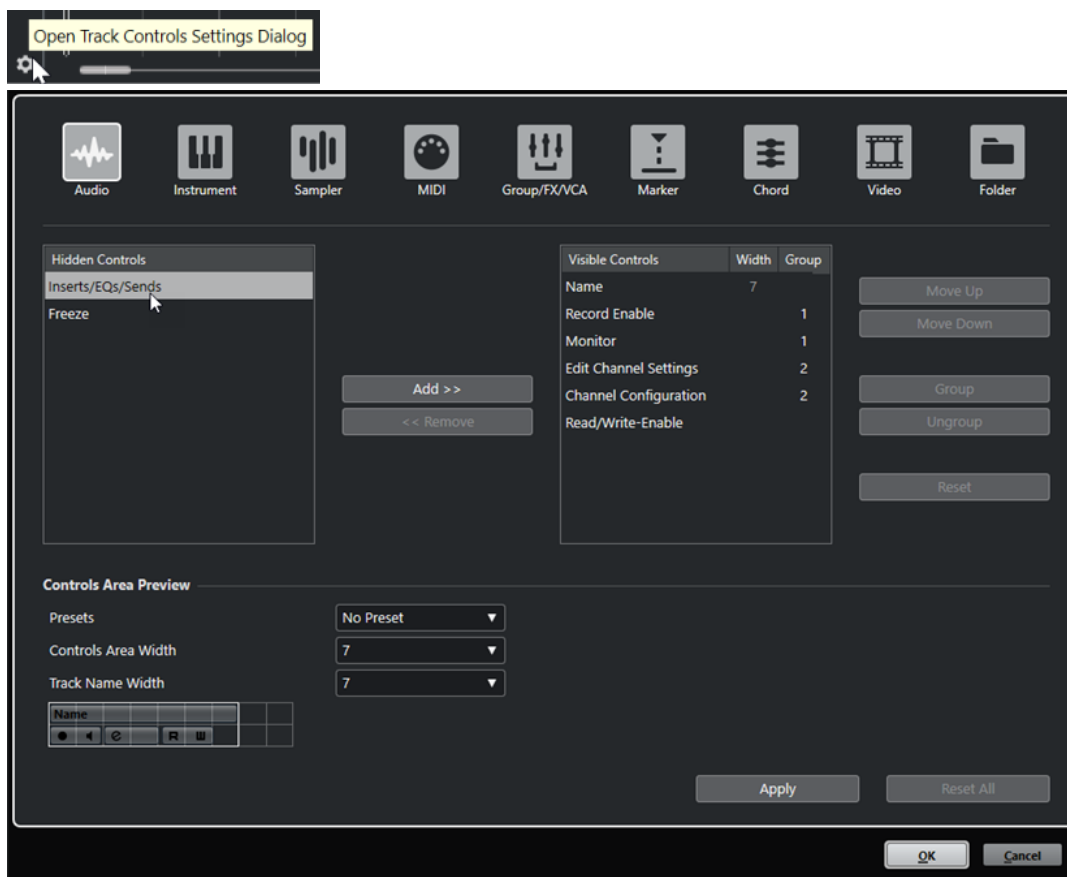 Open Track Controls Settings Dialog
Audio Instrument Sampler MIDI Group/FX/VCA Marker Chord Video Folder
Hidden Controls
Inserts/EQs/Sends
Freeze
Add >>
<< Remove
Visible Controls Width Group
Name 7
Record Enable 1
Monitor 1
Edit Channel Settings 2
Channel Configuration 2
Read/Write-Enable
Move Up
Move Down
Group
Ungroup
Reset
Controls Area Preview
Presets No Preset
Controls Area Width 7
Track Name Width 7
Name
e R W
Apply Reset All
OK Cancel